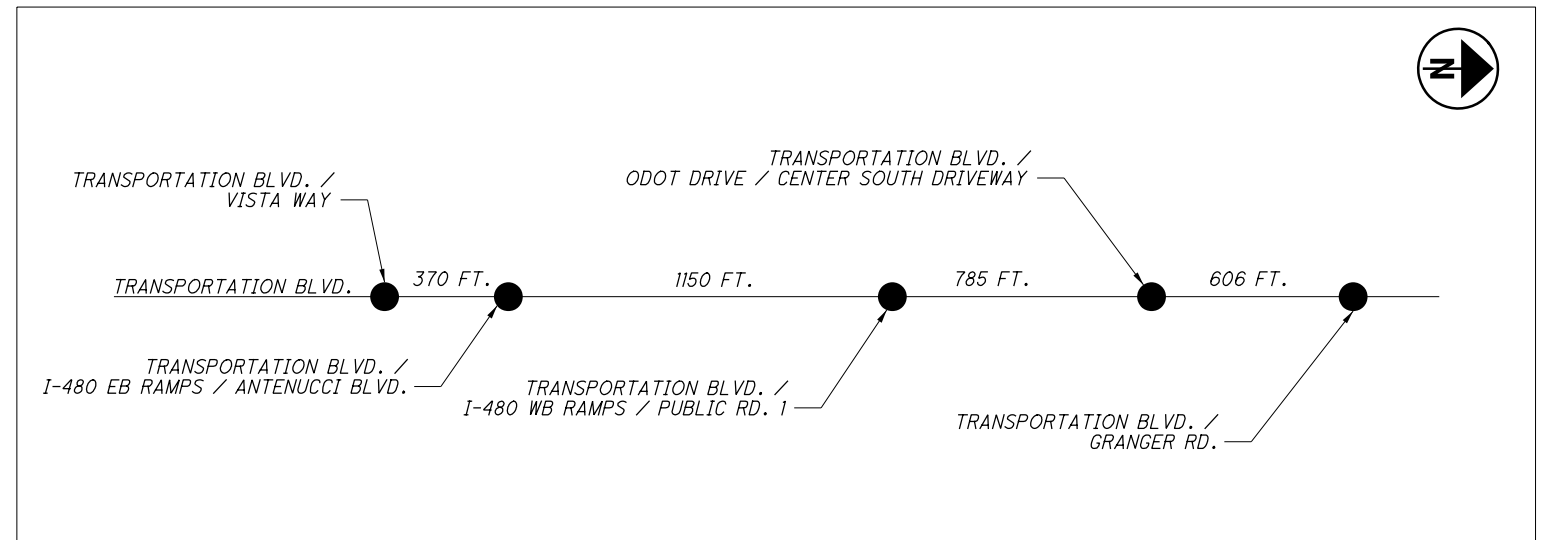 N
TRANSPORTATION BLVD. /
ODOT DRIVE / CENTER SOUTH DRIVEWAY
TRANSPORTATION BLVD. /
VISTA WAY
TRANSPORTATION BLVD.
370 FT.
1150 FT.
785 FT.
606 FT.
TRANSPORTATION BLVD. /
I-480 EB RAMPS / ANTENUCCI BLVD.
TRANSPORTATION BLVD. /
I-480 WB RAMPS / PUBLIC RD. 1
TRANSPORTATION BLVD. /
GRANGER RD.